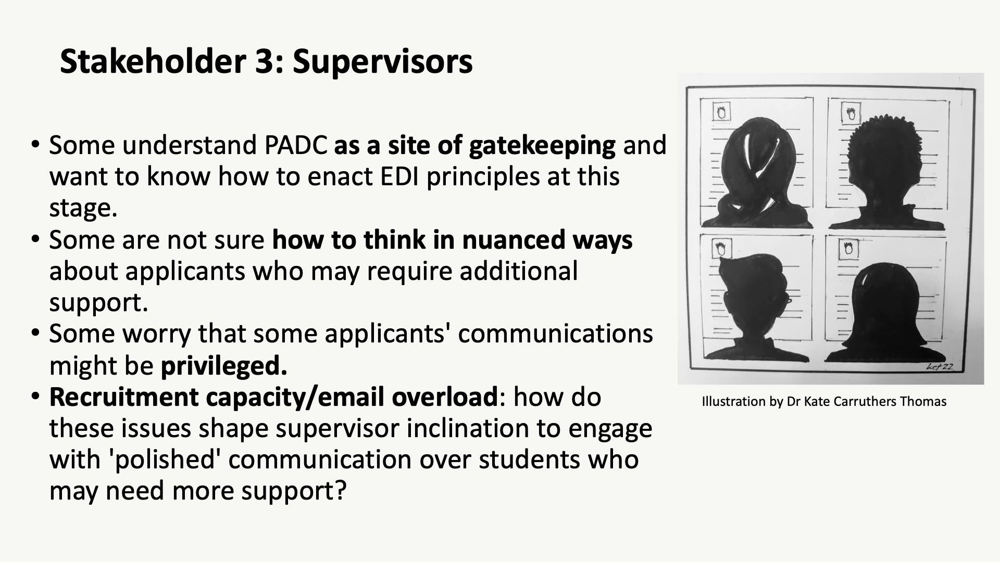 Stakeholder 3: Supervisors
• Some understand PADC as a site of gatekeeping and
want to know how to enact EDI principles at this
stage.
• Some are not sure how to think in nuanced ways
about applicants who may require additional
support.
• Some worry that some applicants' communications
might be privileged.
• Recruitment capacity/email overload: how do
these issues shape supervisor inclination to engage
with 'polished' communication over students who
may need more support?
ket22
Illustration by Dr Kate Carruthers Thomas